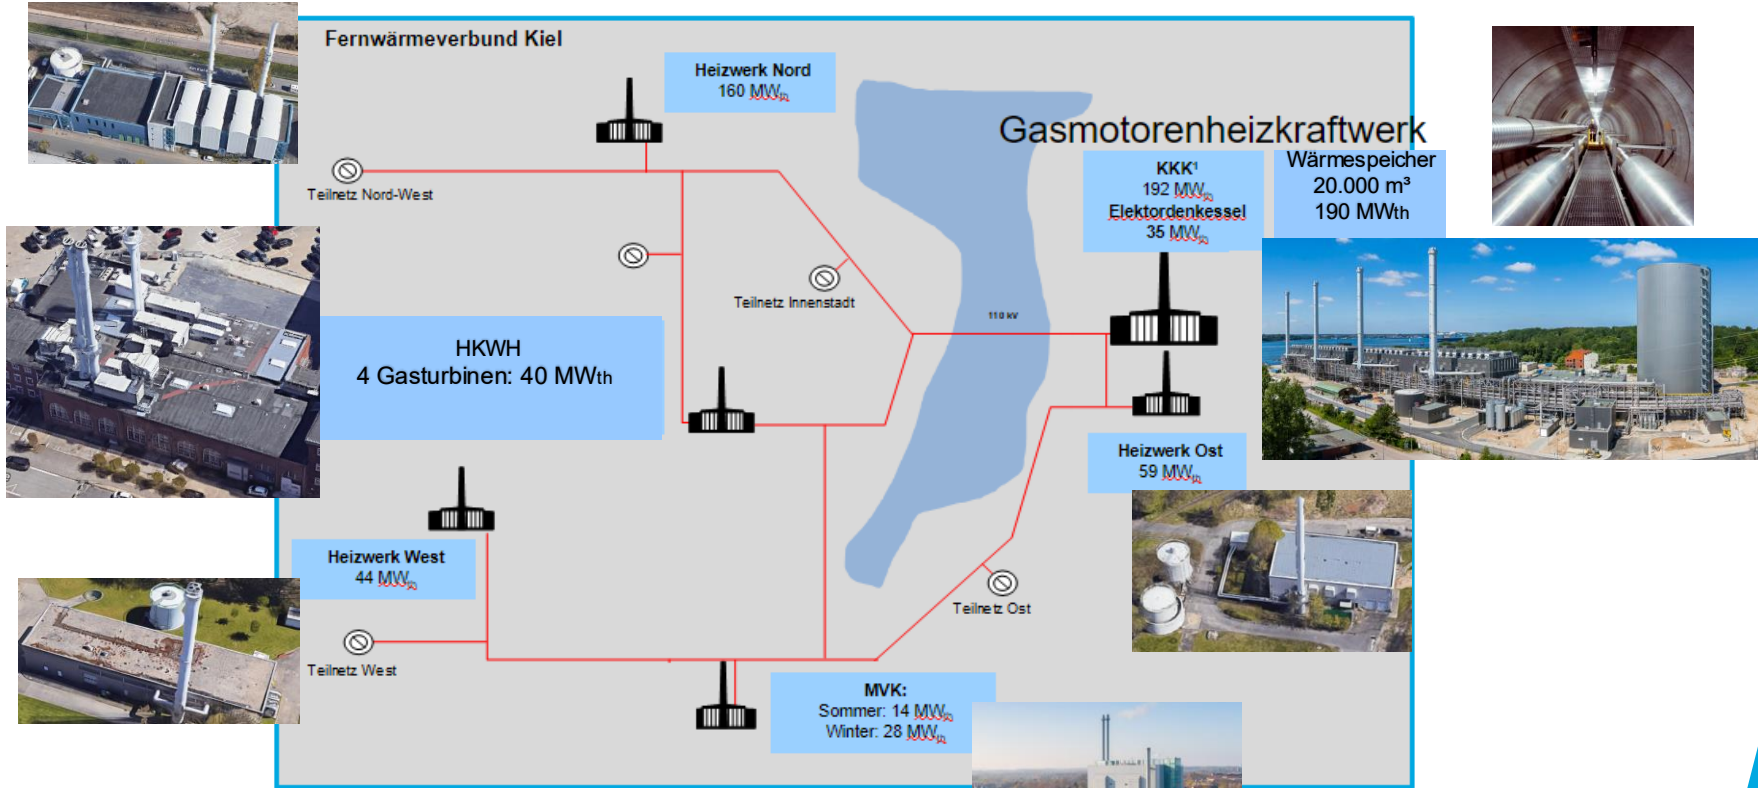 Fernwärmeverbund Kiel
Heizwerk Nord
160 MWth
Gasmotorenheizkraftwerk
KKK¹
192 MWth
Elektordenkessel
35 MWth
Wärmespeicher
20.000 m³
190 MWth
Teilnetz Nord-West
Teilnetz Innenstadt
110 kV
HKWH
4 Gasturbinen: 40 MWth
Heizwerk Ost
59 MWth
Heizwerk West
44 MWth
Teilnetz Ost
Teilnetz West
MVK:
Sommer: 14 MWth
Winter: 28 MWth